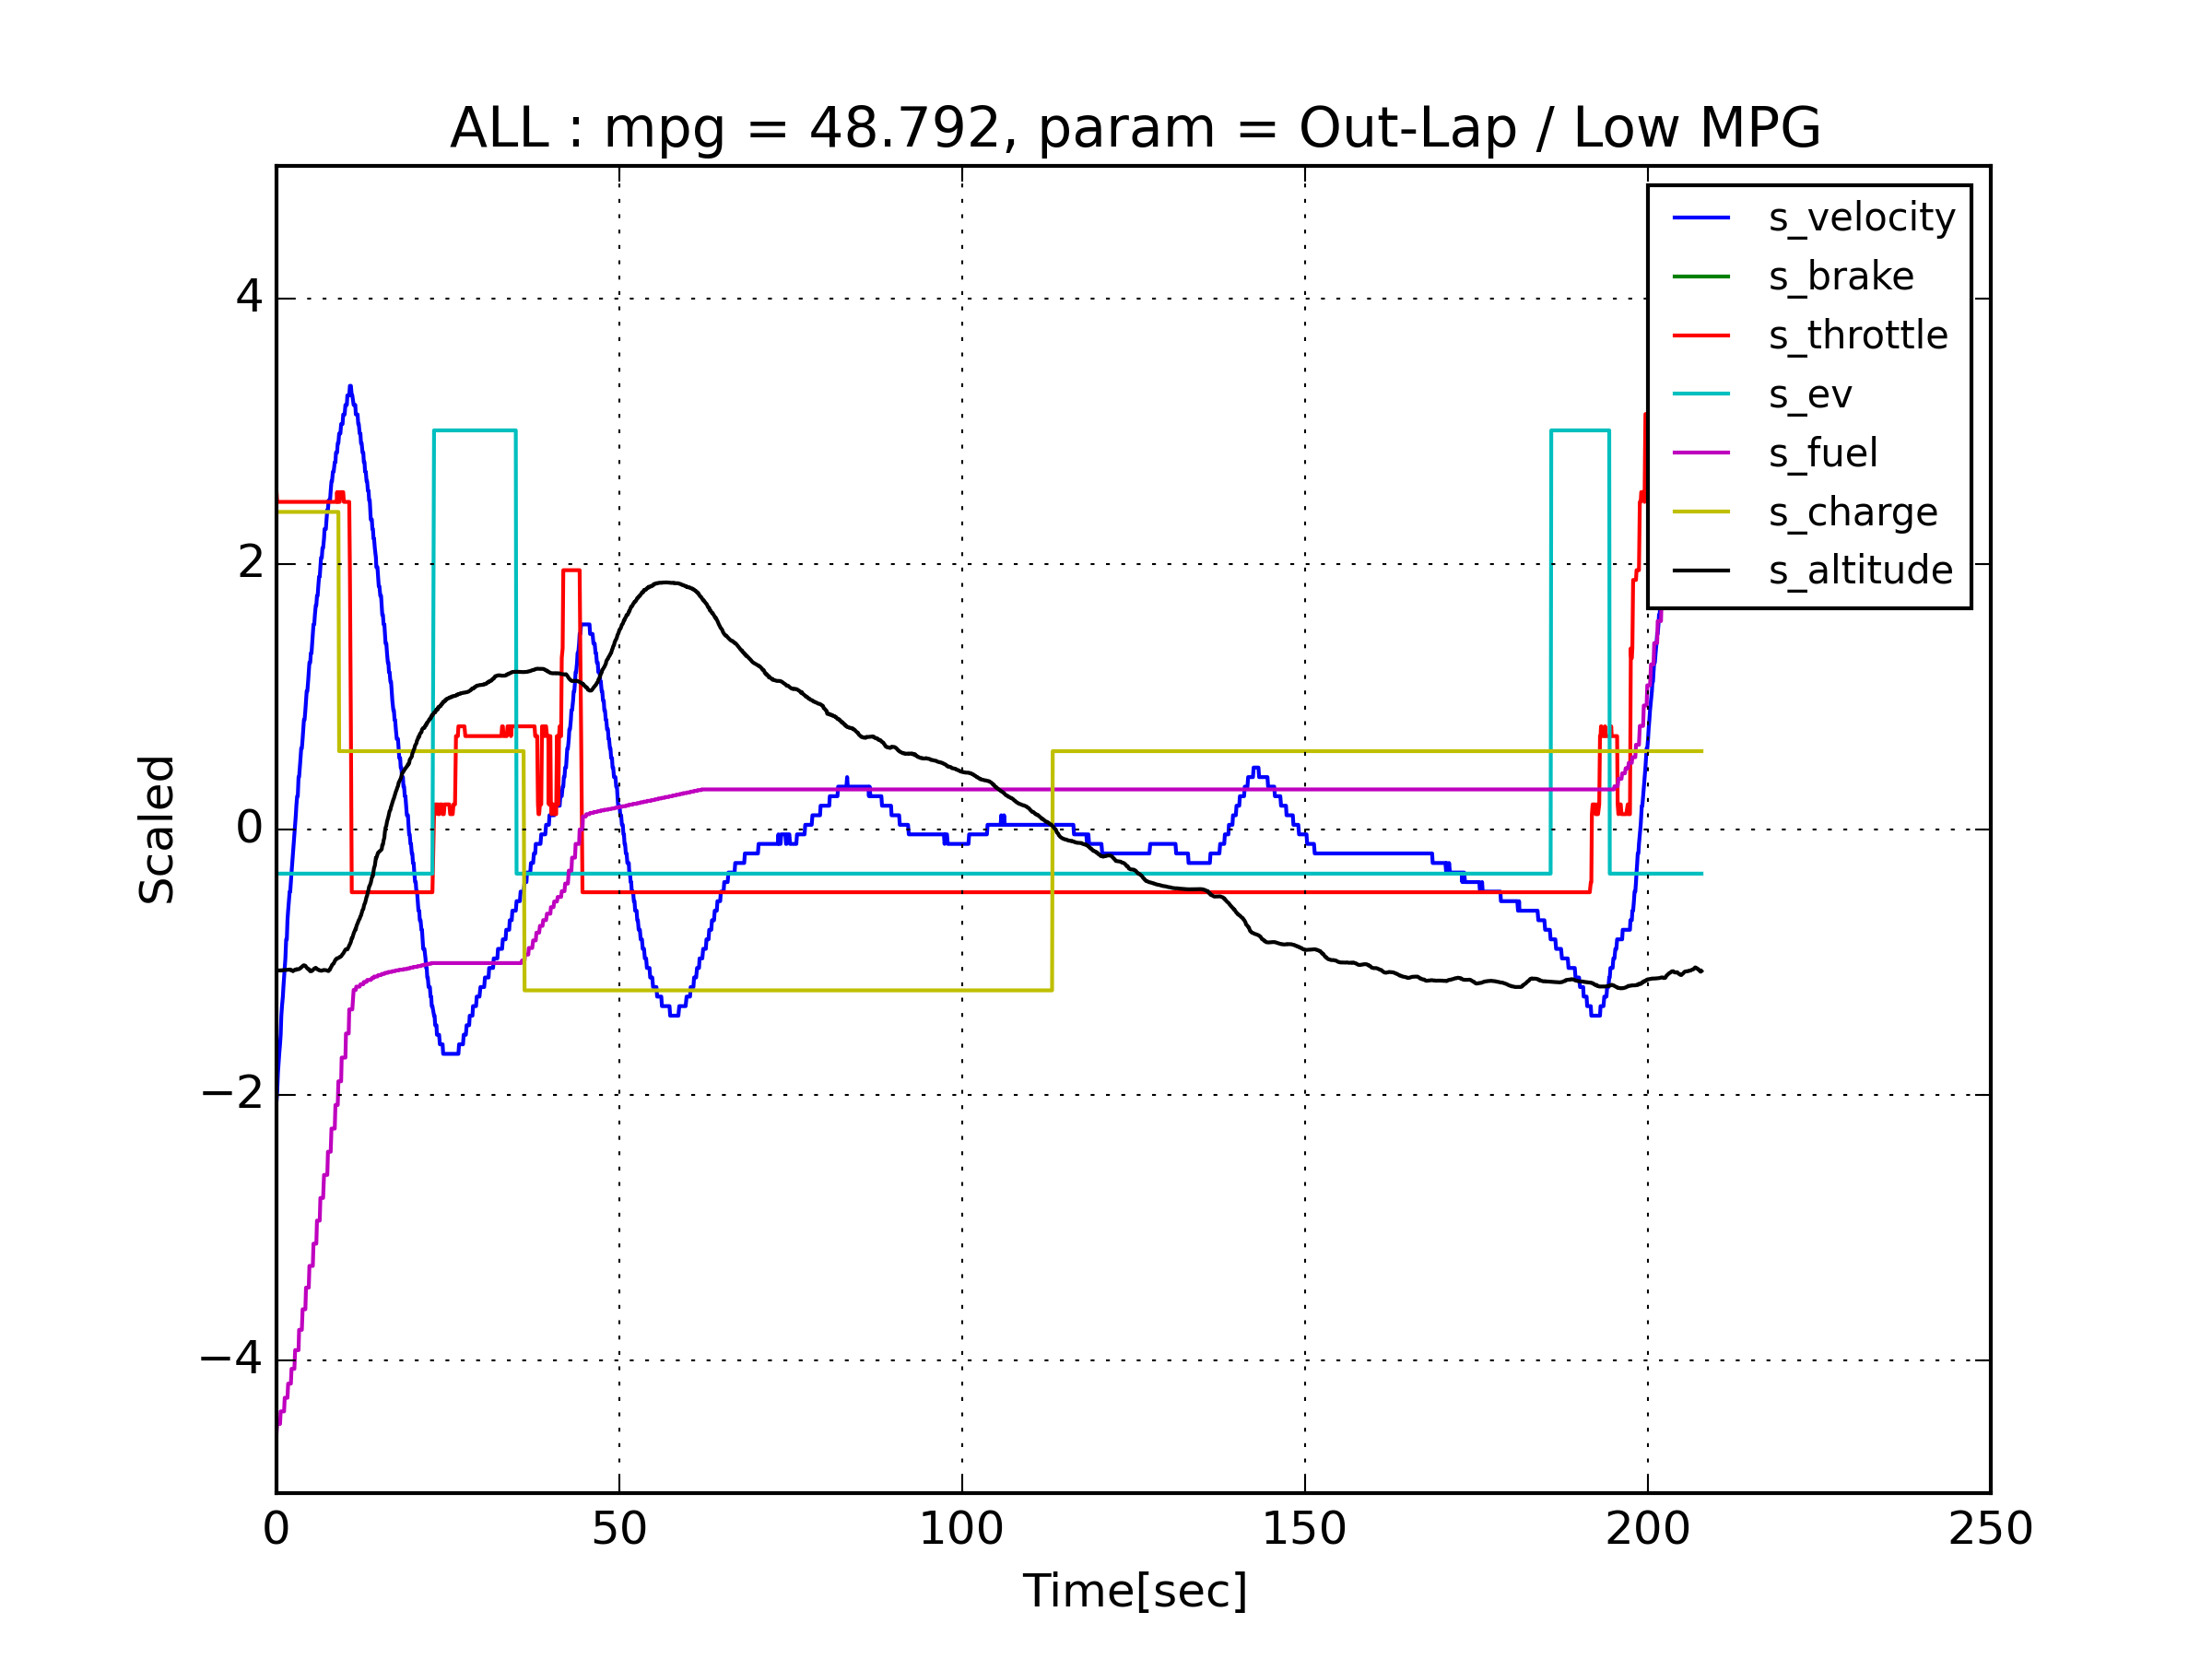 ALL : mpg = 48.792, param = Out-Lap / Low MPG
s_velocity
s_brake
s_throttle
s_ev
s_fuel
s_charge
s_altitude
4
2
0
−2
−4
Scaled
0 50 100 150 200 250
Time[sec]